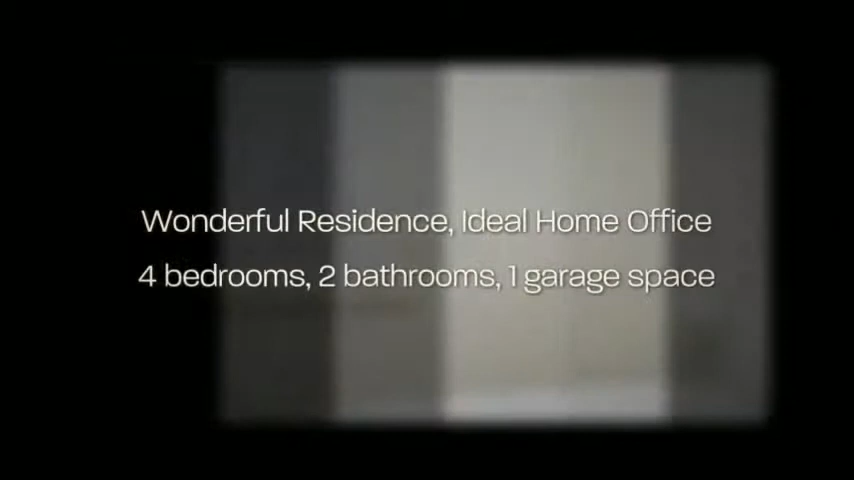 Wonderful Residence, Ideal Home Office
4 bedrooms, 2 bathrooms, 1 garage space